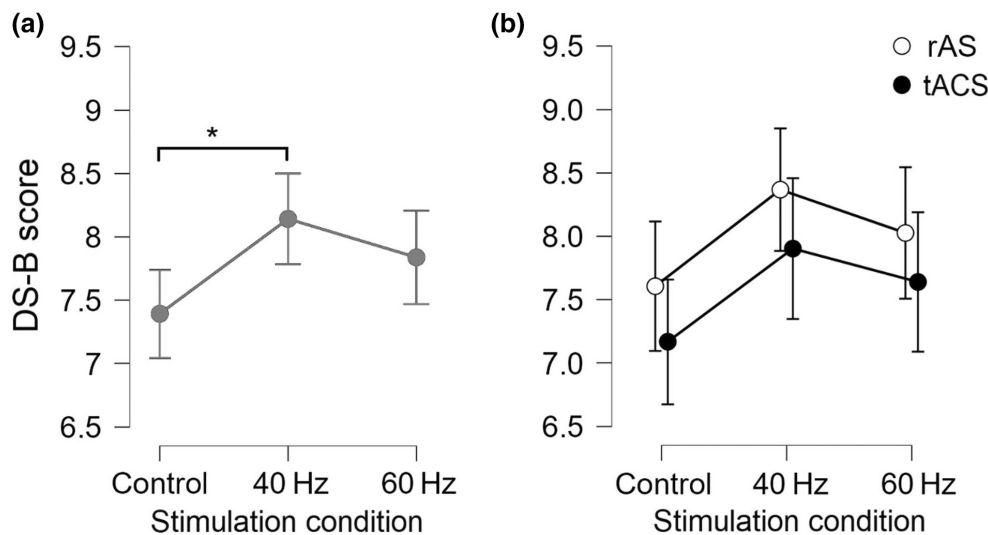 (a)
DS-B score
9.5
9
8.5
8
7.5
7
6.5
*
Control 40 Hz 60 Hz
Stimulation condition
(b)
9.5
9.0
8.5
8.0
7.5
7.0
6.5
rAS
tACS
Control 40 Hz 60 Hz
Stimulation condition